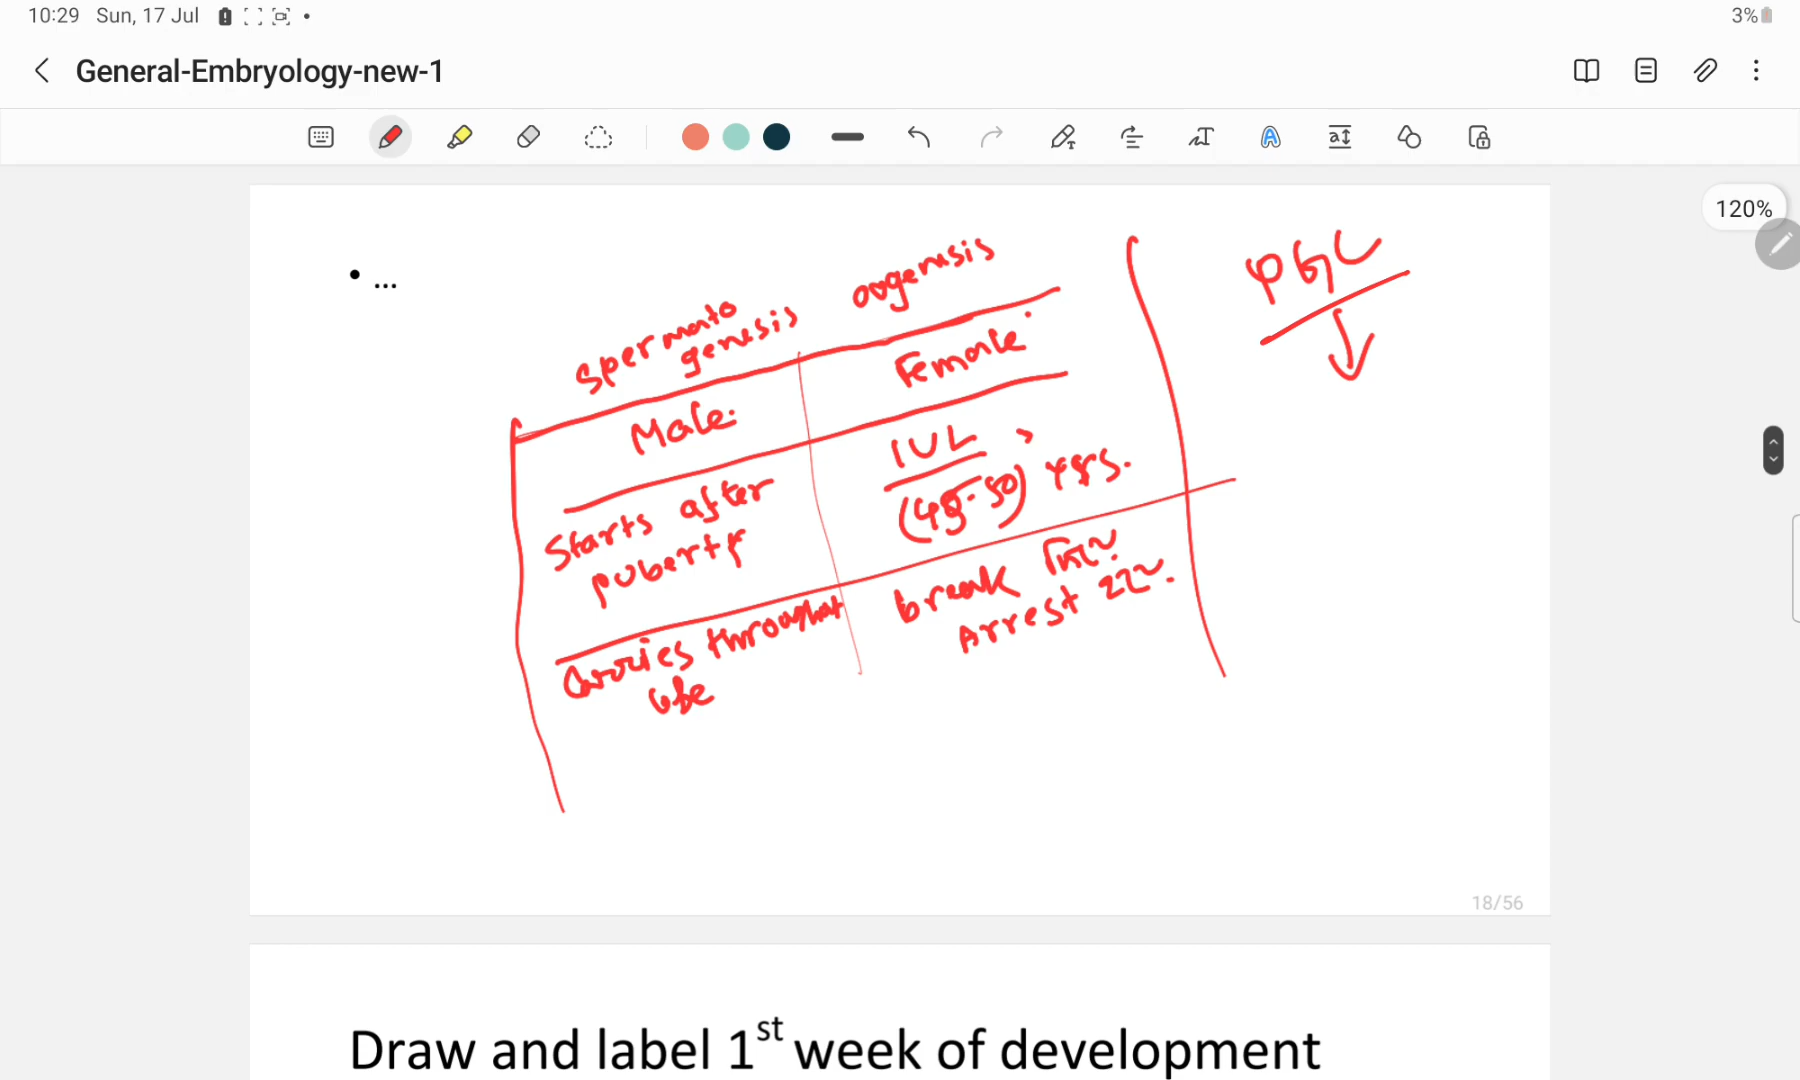 10:29 Sun, 17 Jul
3%
General-Embryology-new-1
120%
• ...
spermato
genesis
oogenesis
PGC
Male.
Female
Starts after
puberty
IUL
(45-50) yrs.
Carries throughout
life
break
Arrest
18/56
Draw and label 1st week of development